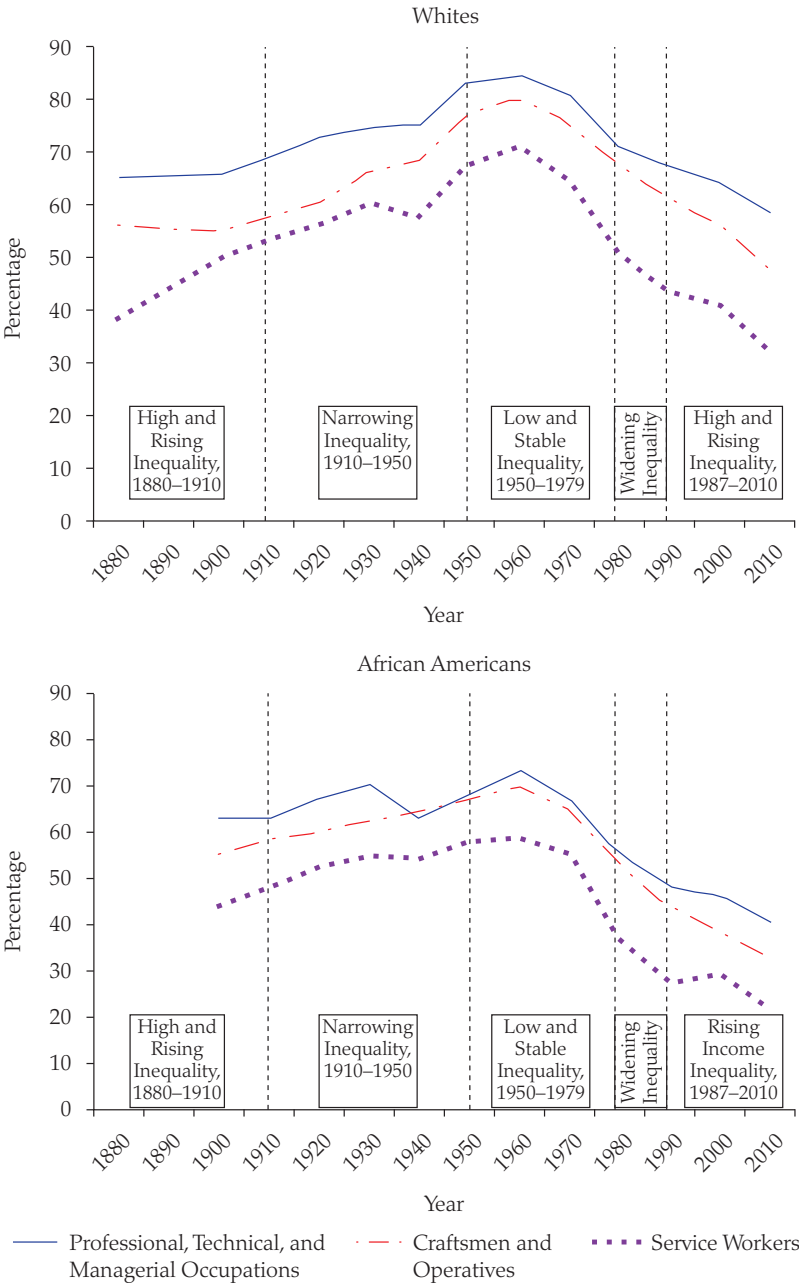 Whites
90
80
70
60
50
40
30
20
10
0
Percentage
High and
Rising
Inequality,
1880–1910
Narrowing
Inequality,
1910–1950
Low and
Stable
Inequality,
1950–1979
Widening
Inequality
High and
Rising
Inequality,
1987–2010
1880
1890
1900
1910
1920
1930
1940
1950
1960
1970
1980
1990
2000
2010
Year
African Americans
90
80
70
60
50
40
30
20
10
0
Percentage
High and
Rising
Inequality,
1880–1910
Narrowing
Inequality,
1910–1950
Low and
Stable
Inequality,
1950–1979
Widening
Inequality
Rising
Income
Inequality,
1987–2010
1880
1890
1900
1910
1920
1930
1940
1950
1960
1970
1980
1990
2000
2010
Year
Professional, Technical, and
Managerial Occupations
Craftsmen and
Operatives
Service Workers